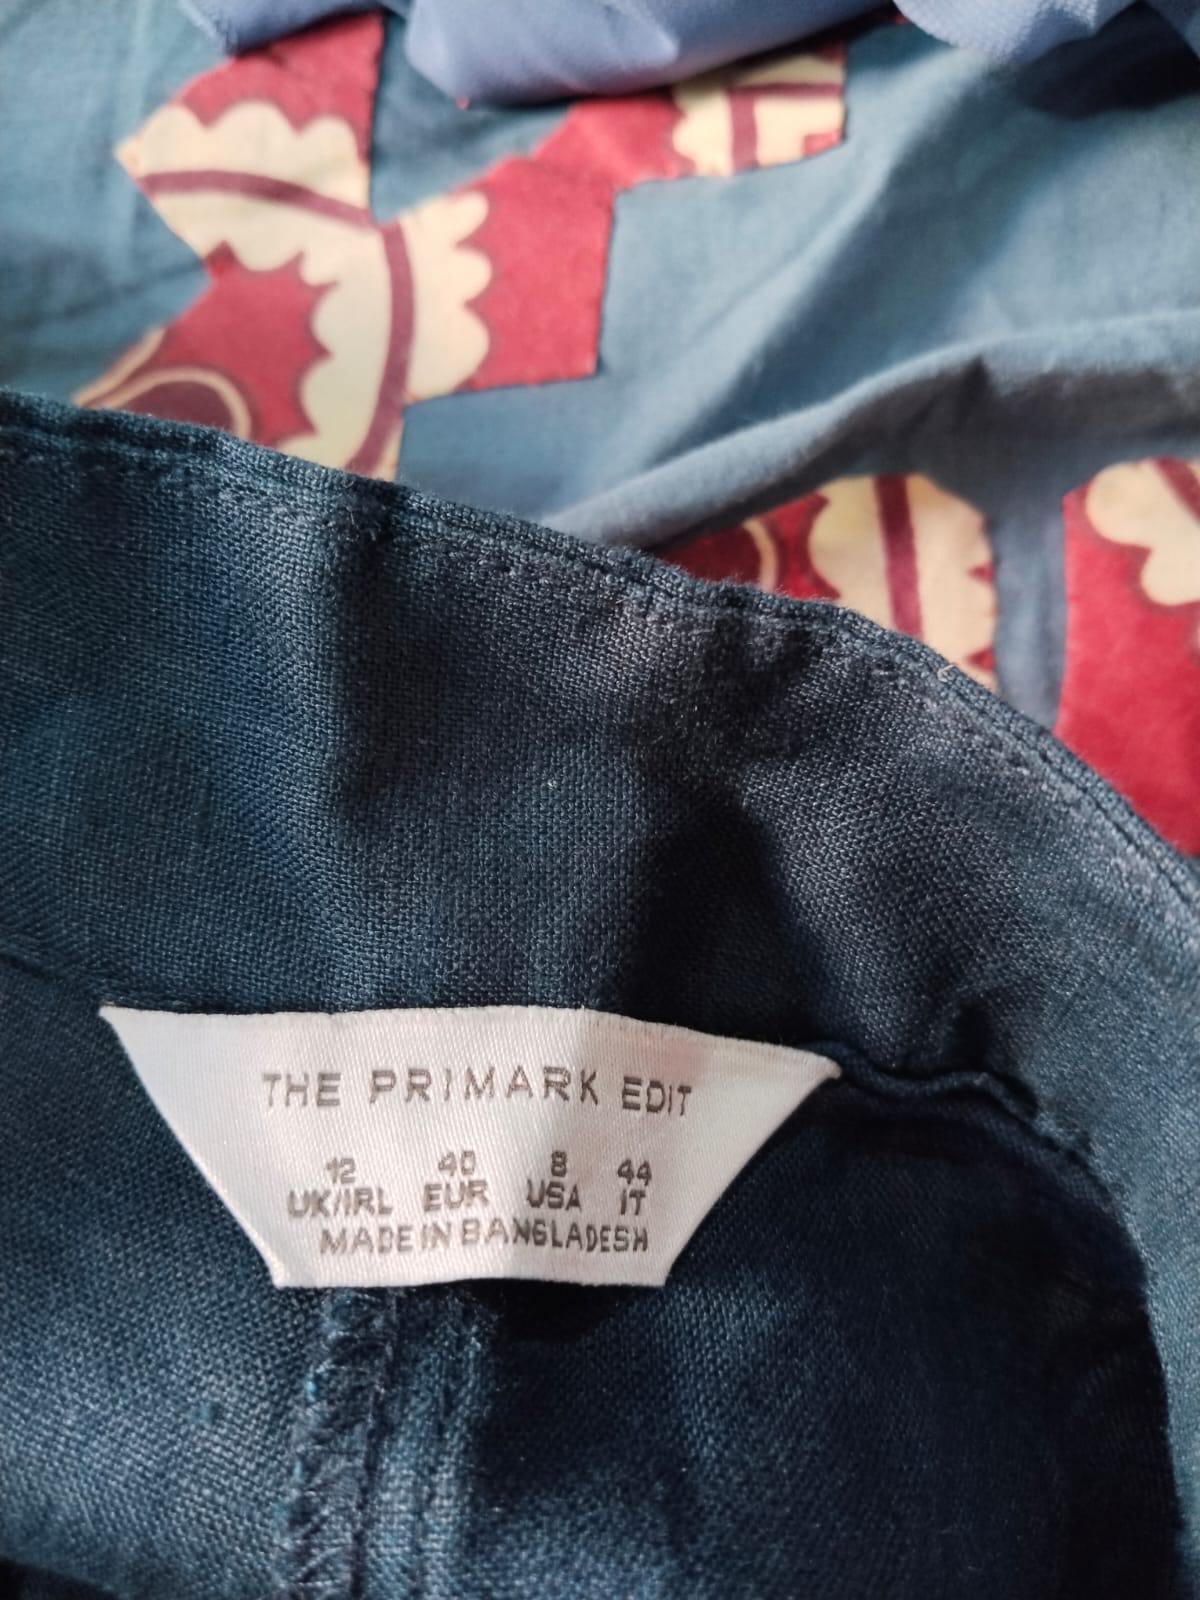 THE PRIMARK EDIT
12 40 8 44
UK/IRL EUR USA IT
MADE IN BANGLADESH